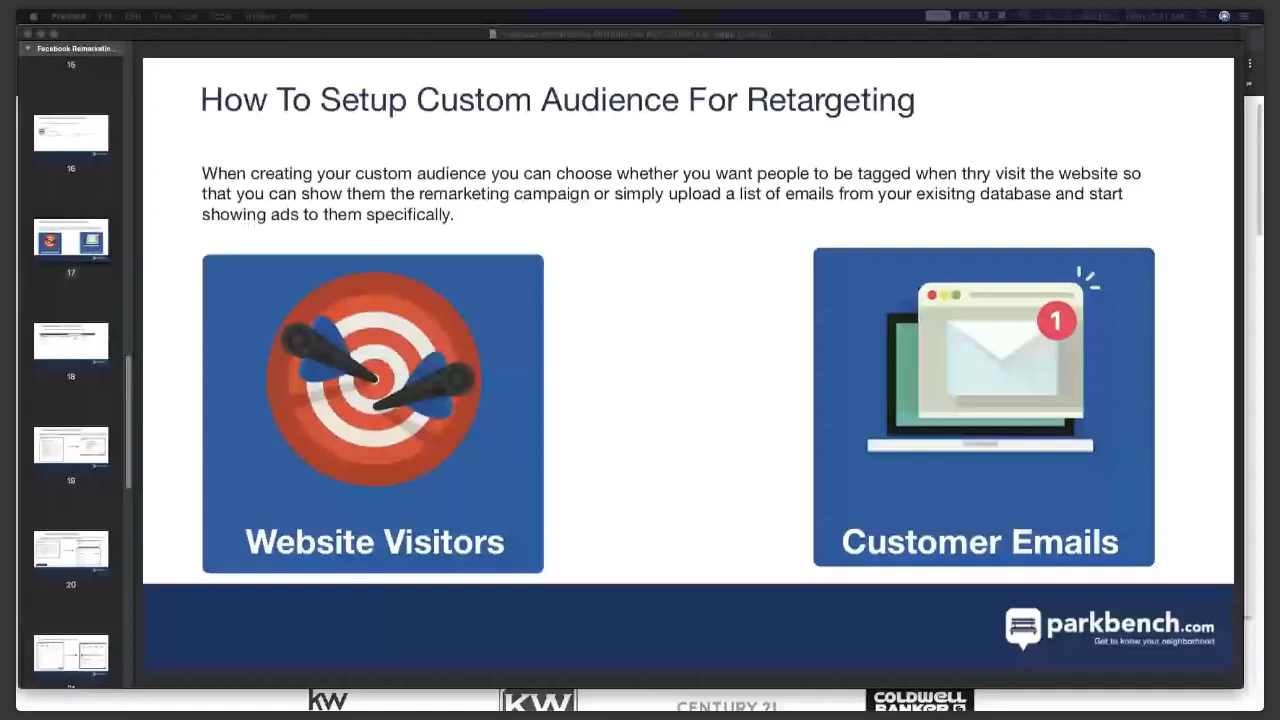 Facebook Remarketin...
15
16
17
18
19
20
How To Setup Custom Audience For Retargeting
When creating your custom audience you can choose whether you want people to be tagged when thry visit the website so
that you can show them the remarketing campaign or simply upload a list of emails from your exisitng database and start
showing ads to them specifically.
1
Website Visitors
Customer Emails
parkbench.com
Get to know your neighborhood
kw
KW
CENTURY 21
COLDWELL
BANKER